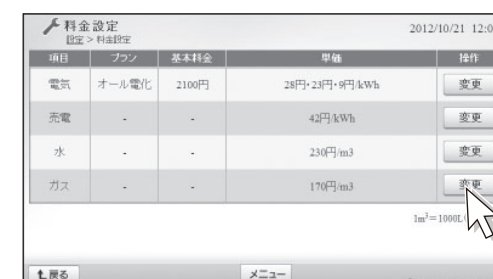 料金設定
設定 > 料金設定
2012/10/21 12:0
項目 プラン 基本料金 単価 操作
電気 オール電化 2100円 28円・23円・9円/kWh 変更
売電 - - 42円/kWh 変更
水 - - 230円/m3 変更
ガス - - 170円/m3 変更
1m³=1000L
戻る メニュー